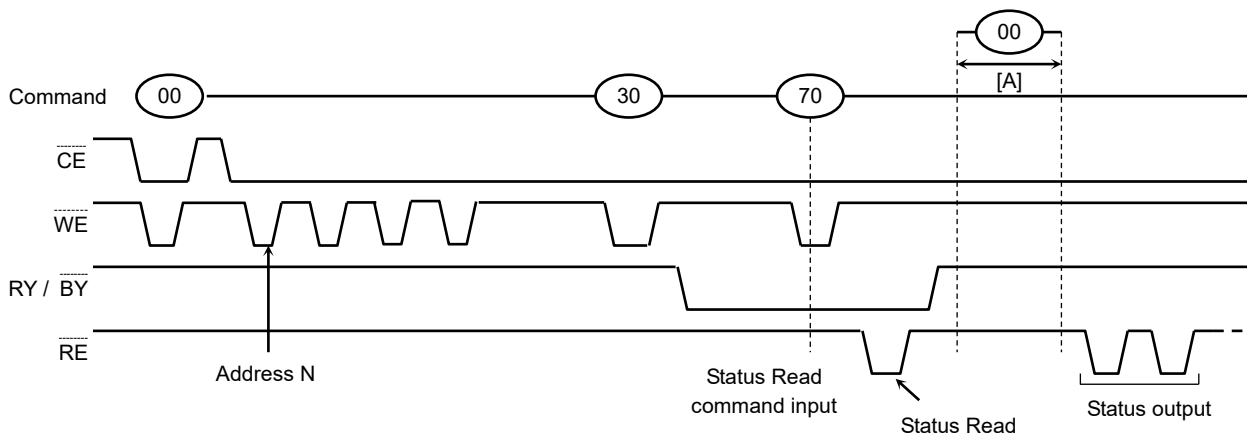 00
[A]
Command 00 30 70
CE
WE
RY / BY
RE
Address N
Status Read
command input
Status Read
Status output